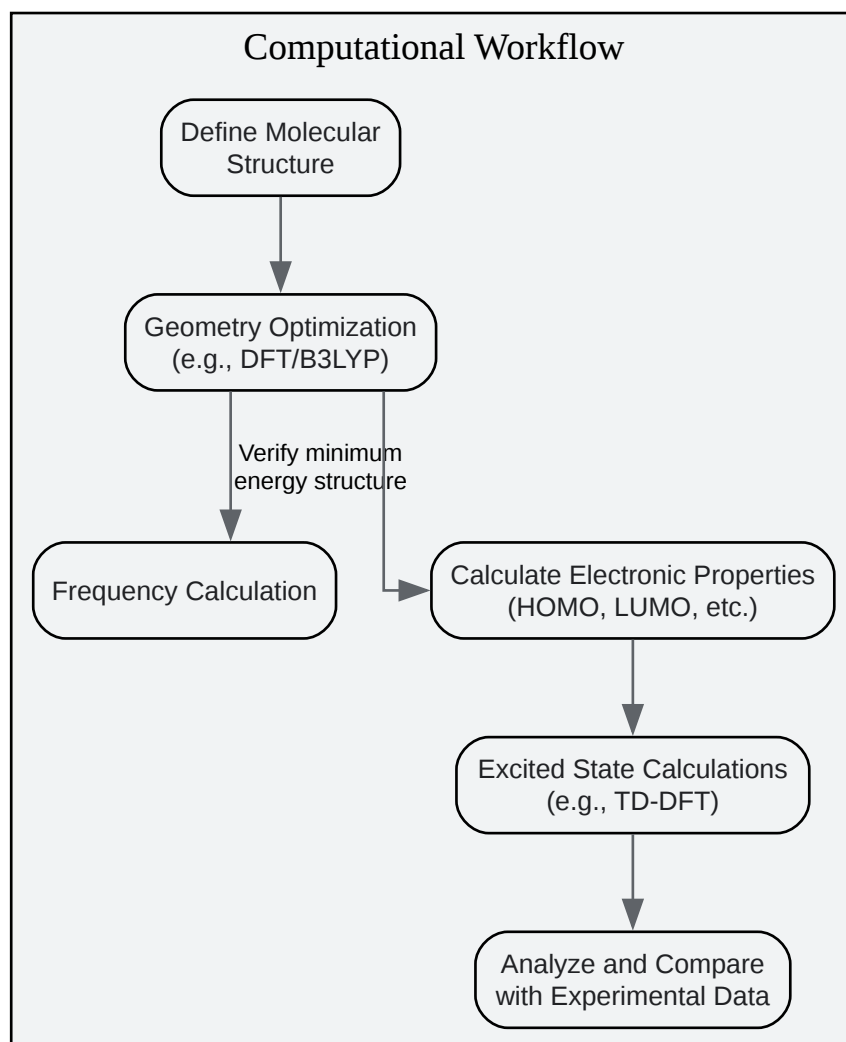 Computational Workflow
Define Molecular
Structure
Geometry Optimization
(e.g., DFT/B3LYP)
Verify minimum
energy structure
Frequency Calculation
Calculate Electronic Properties
(HOMO, LUMO, etc.)
Excited State Calculations
(e.g., TD-DFT)
Analyze and Compare
with Experimental Data